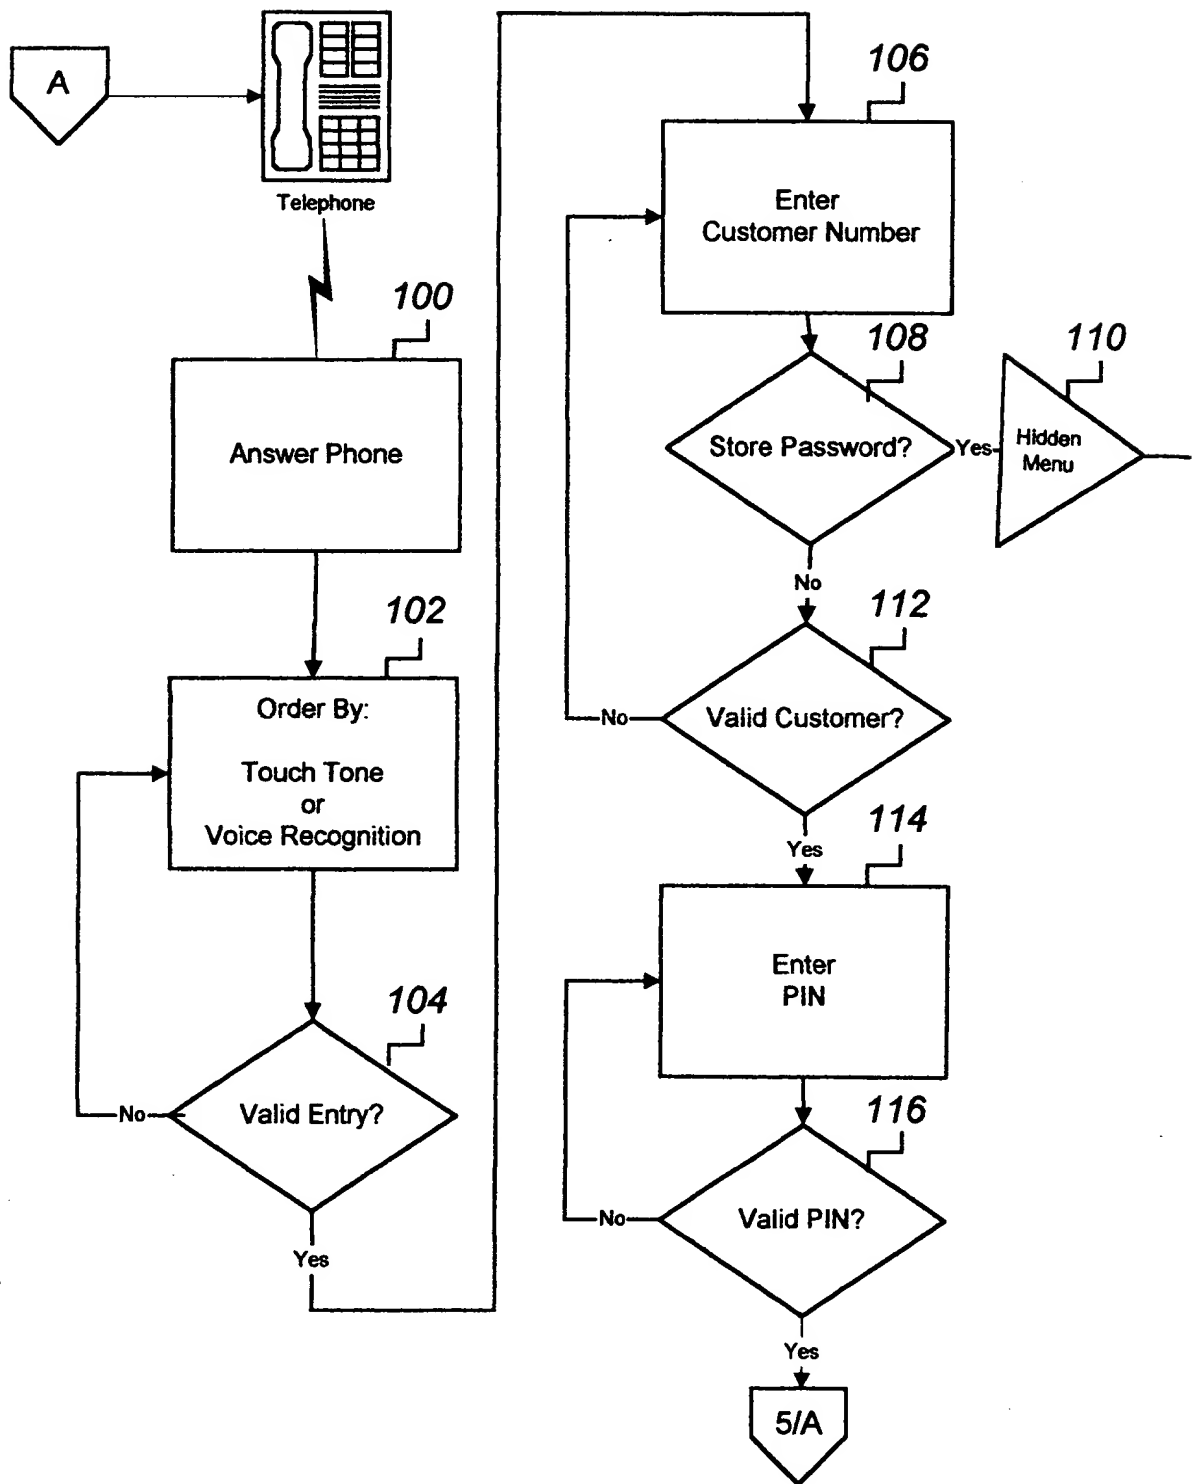 A
Telephone
100
Answer Phone
102
Order By:
Touch Tone
or
Voice Recognition
104
Valid Entry?
No
Yes
106
Enter
Customer Number
108
Store Password?
Yes
110
Hidden
Menu
No
112
Valid Customer?
No
Yes
114
Enter
PIN
116
Valid PIN?
No
Yes
5/A